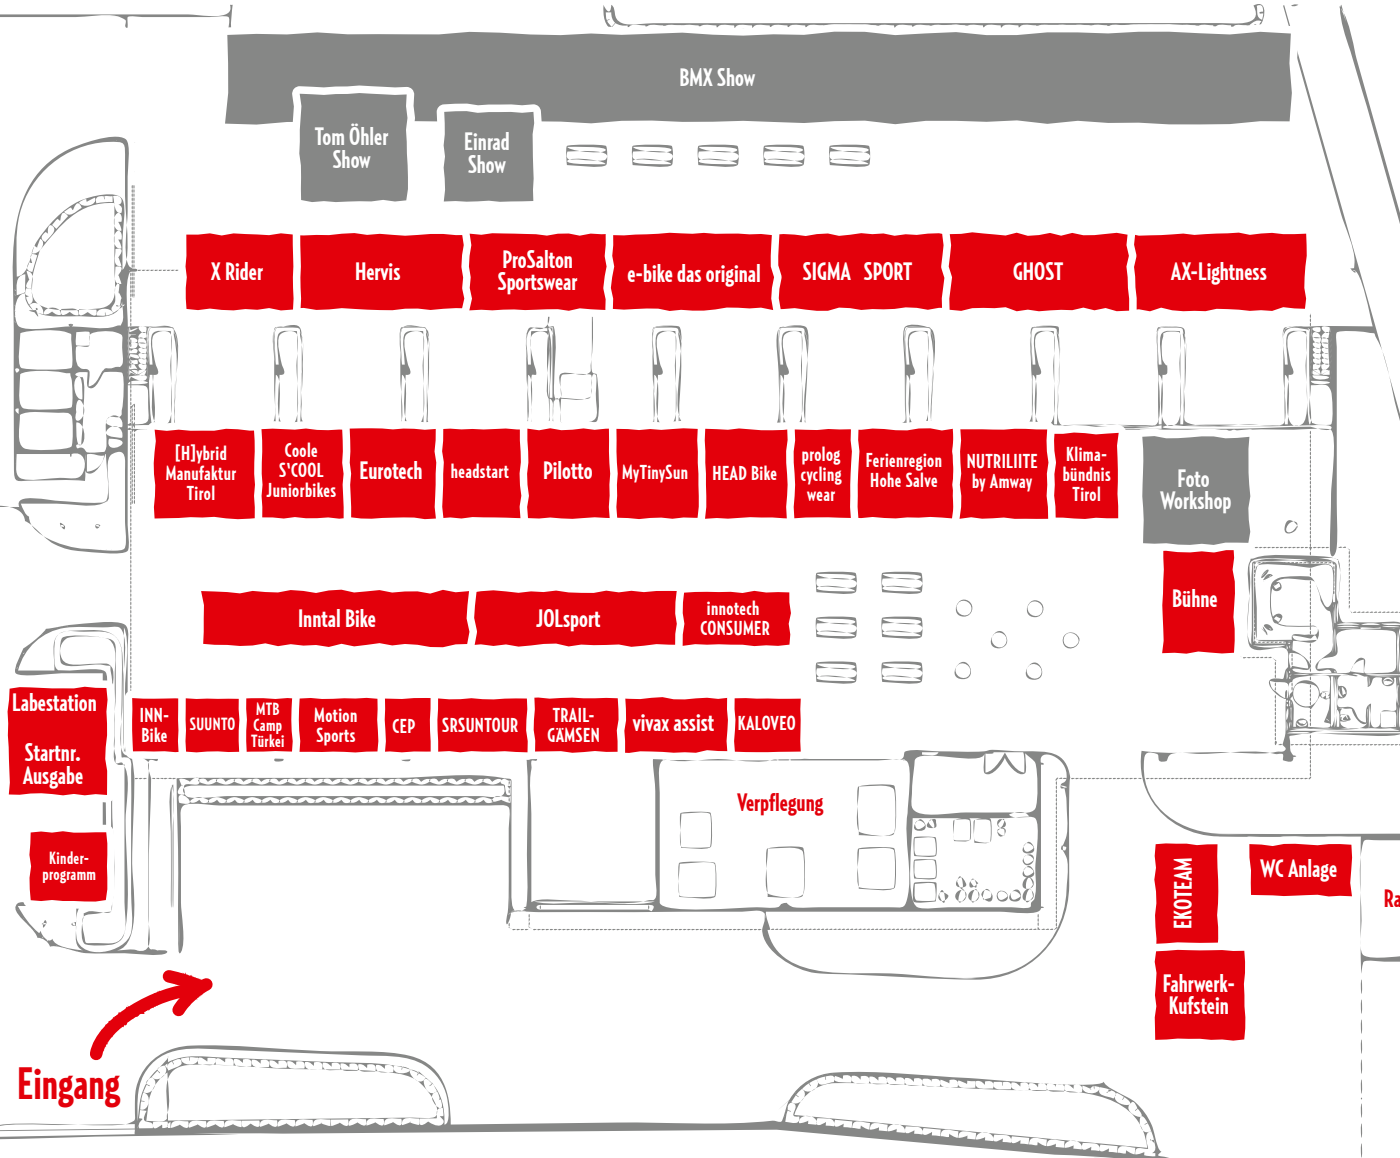 BMX Show
Tom Öhler
Show
Einrad
Show
X Rider
Hervis
ProSalton
Sportswear
e-bike das original
SIGMA SPORT
GHOST
AX-Lightness
[H]ybrid
Manufaktur
Tirol
Coole
S'COOL
Juniorbikes
Eurotech
headstart
Pilotto
MyTinySun
HEAD Bike
prolog
cycling
wear
Ferienregion
Hohe Salve
NUTRILIITE
by Amway
Klima-
bündnis
Tirol
Foto
Workshop
Bühne
Inntal Bike
JOLsport
innotech
CONSUMER
Labestation
Startnr.
Ausgabe
INN-
Bike
SUUNTO
MTB
Camp
Türkei
Motion
Sports
CEP
SRSUNTOUR
TRAIL-
GÄMSEN
vivax assist
KALOVEO
Verpflegung
Kinder-
programm
EKOTEAM
WC Anlage
Ra
Fahrwerk-
Kufstein
Eingang